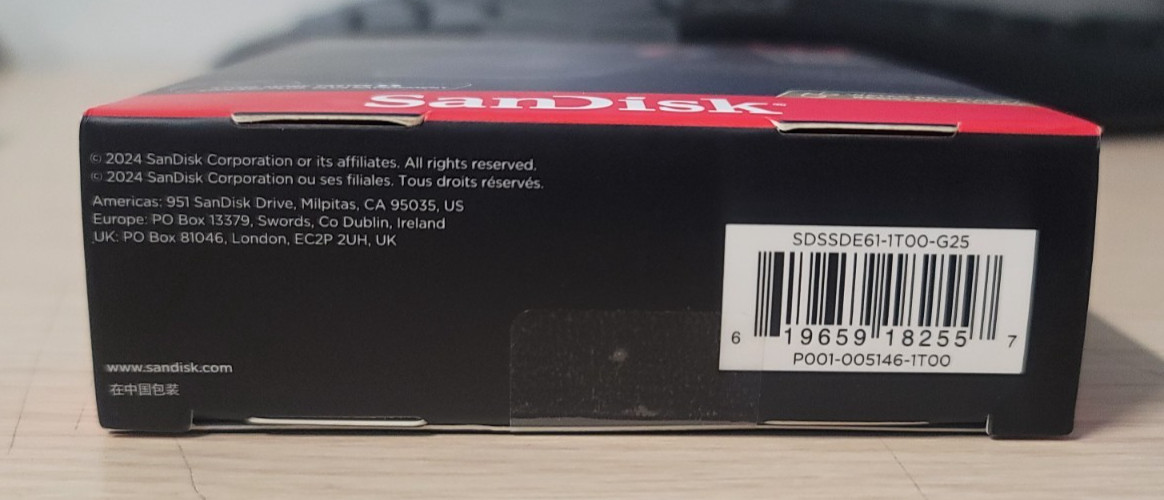 SanDisk
© 2024 SanDisk Corporation or its affiliates. All rights reserved.
© 2024 SanDisk Corporation ou ses filiales. Tous droits réservés.
Americas: 951 SanDisk Drive, Milpitas, CA 95035, US
Europe: PO Box 13379, Swords, Co Dublin, Ireland
UK: PO Box 81046, London, EC2P 2UH, UK
www.sandisk.com
在中国包装
SDSSDE61-1T00-G25
6 19659 18255 7
P001-005146-1T00